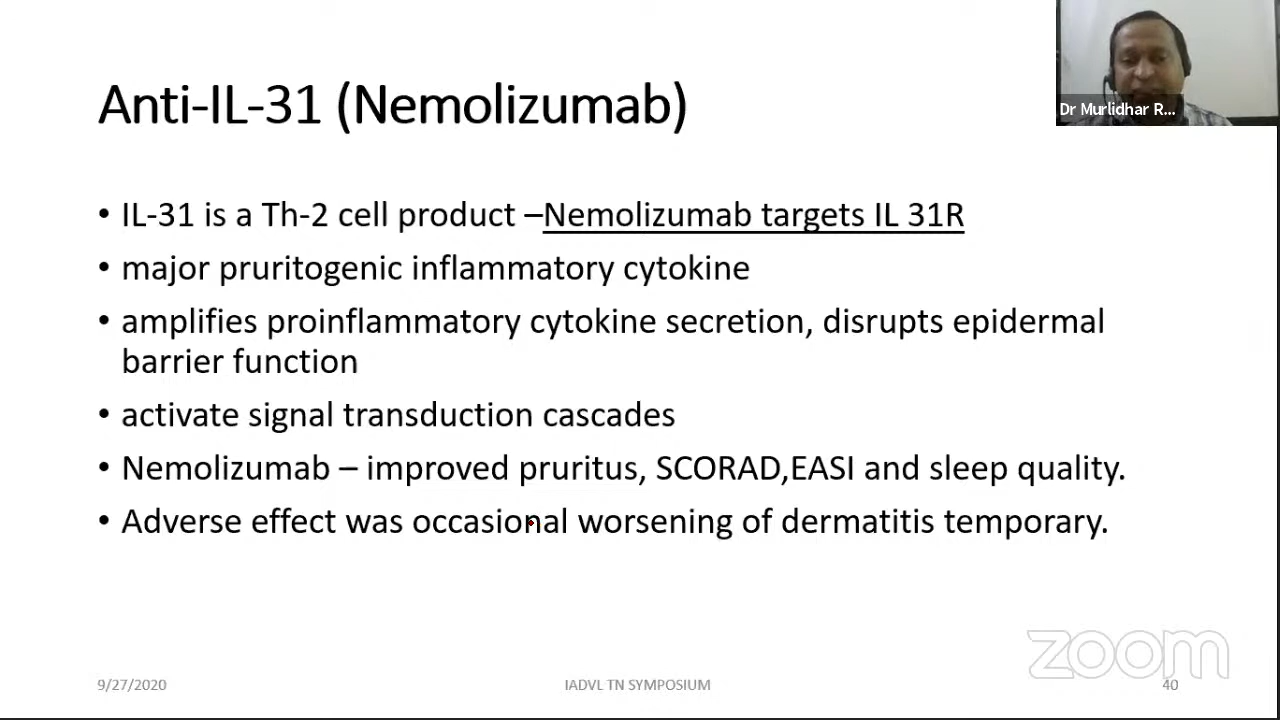 Anti-IL-31 (Nemolizumab)
Dr Murlidhar R...
• IL-31 is a Th-2 cell product –Nemolizumab targets IL 31R
• major pruritogenic inflammatory cytokine
• amplifies proinflammatory cytokine secretion, disrupts epidermal
barrier function
• activate signal transduction cascades
• Nemolizumab – improved pruritus, SCORAD,EASI and sleep quality.
• Adverse effect was occasional worsening of dermatitis temporary.
zoom
9/27/2020
IADVL TN SYMPOSIUM
40